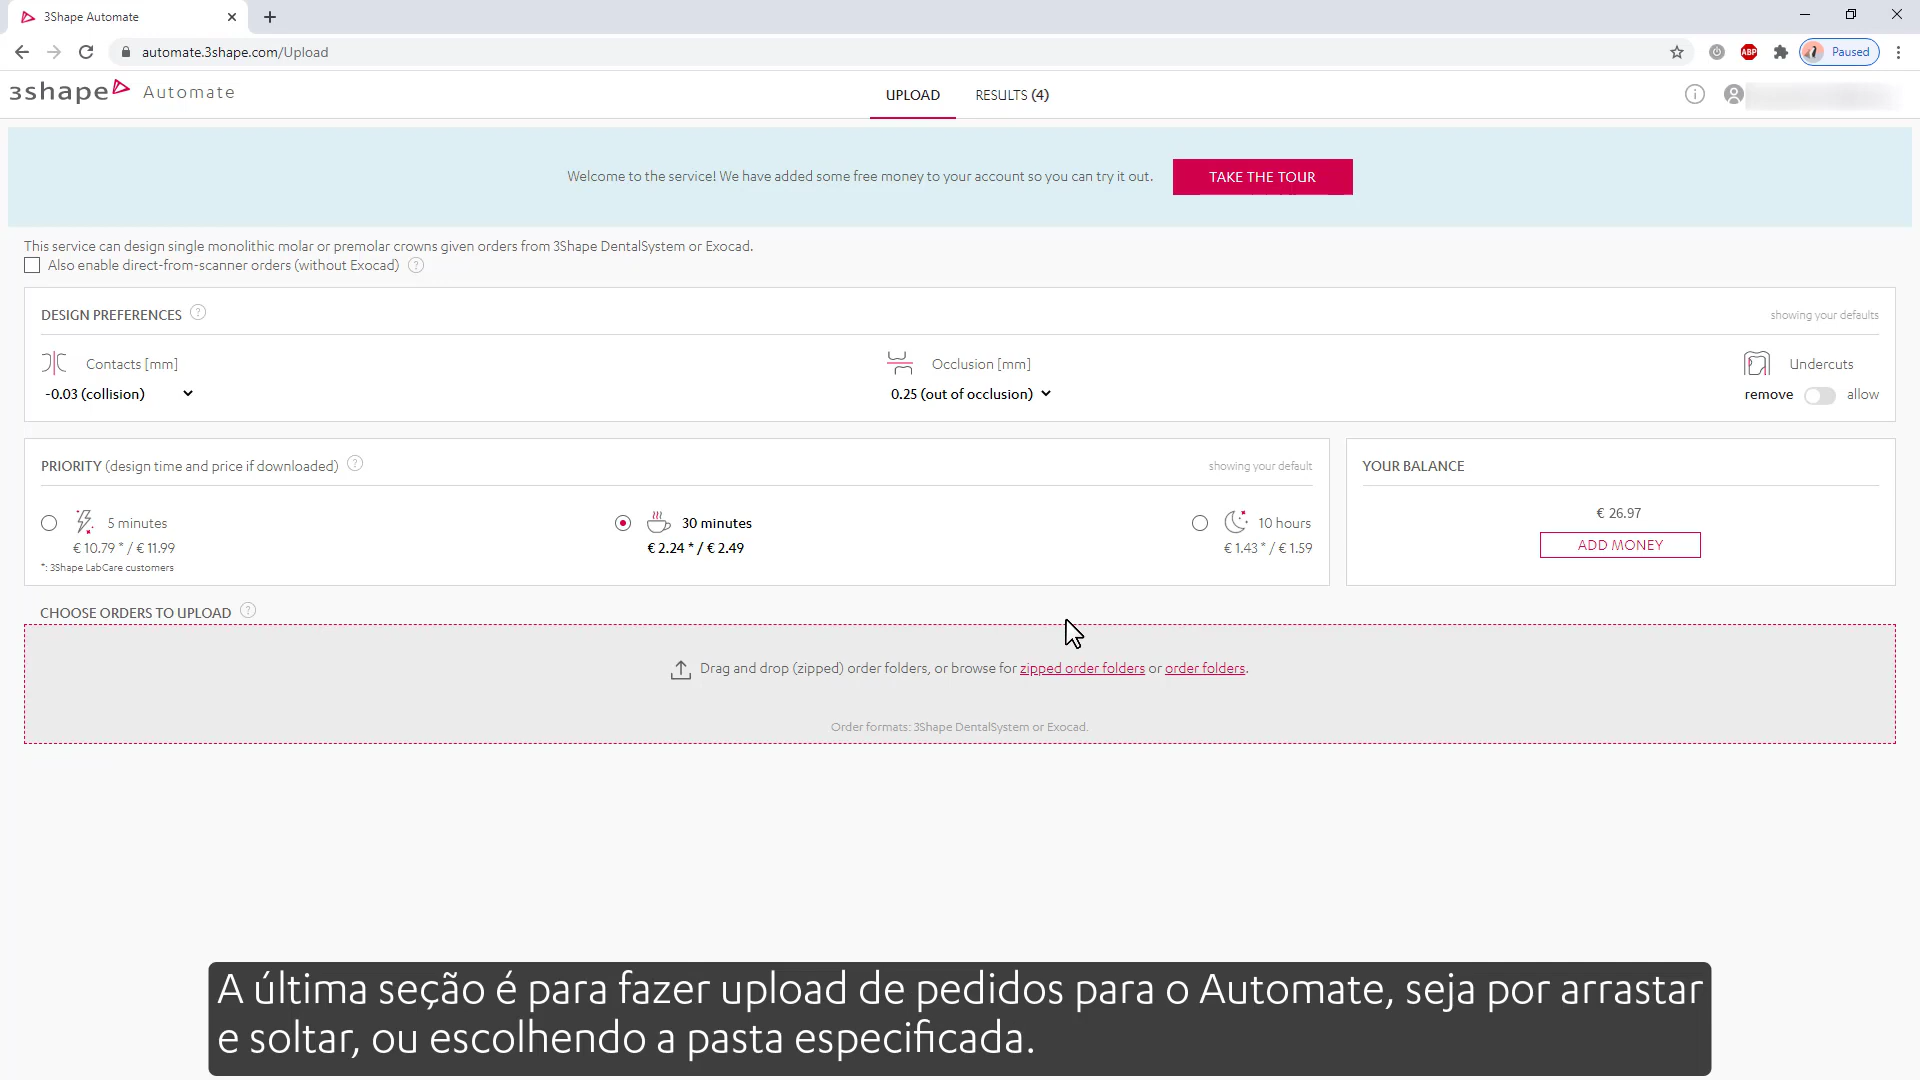 3Shape Automate
automate.3shape.com/Upload
ABP
Paused
3shape Automate
UPLOAD
RESULTS (4)
Welcome to the service! We have added some free money to your account so you can try it out.
TAKE THE TOUR
This service can design single monolithic molar or premolar crowns given orders from 3Shape DentalSystem or Exocad.
Also enable direct-from-scanner orders (without Exocad) ?
DESIGN PREFERENCES ?
showing your defaults
Contacts [mm]
Occlusion [mm]
Undercuts
-0.03 (collision)
0.25 (out of occlusion)
remove
allow
PRIORITY (design time and price if downloaded) ?
showing your default
YOUR BALANCE
5 minutes
30 minutes
10 hours
€ 26.97
€ 10.79 * / € 11.99
€ 2.24 * / € 2.49
€ 1.43 * / € 1.59
ADD MONEY
*: 3Shape LabCare customers
CHOOSE ORDERS TO UPLOAD ?
Drag and drop (zipped) order folders, or browse for zipped order folders or order folders.
Order formats: 3Shape DentalSystem or Exocad.
A última seção é para fazer upload de pedidos para o Automate, seja por arrastar
e soltar, ou escolhendo a pasta especificada.